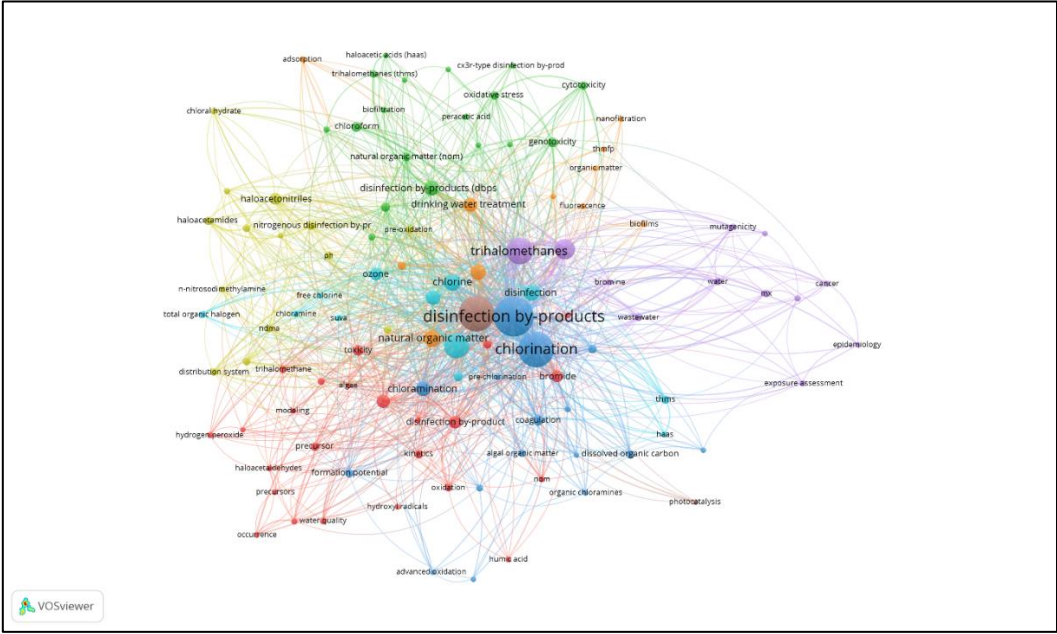 haloacetic acids (haas)
adsorption
cx3r-type disinfection by-prod
trihalomethanes (thms)
cytotoxicity
oxidative stress
chloral hydrate
biofiltration
peracetic acid
nanofiltration
chloroform
genotoxicity
thmfp
natural organic matter (nom)
organic matter
disinfection by-products (dbps
haloacetonitriles
drinking water treatment
fluorescence
haloacetamides
nitrogenous disinfection by-pr
pre-oxidation
biofilms
mutagenicity
trihalomethanes
ph
ozone
chlorine
bromine
water
cancer
n-nitrosodimethylamine
free chlorine
disinfection
mx
total organic halogen
chloramine
suva
disinfection by-products
wastewater
ndma
natural organic matter
epidemiology
toxicity
chlorination
distribution system
trihalomethane
pre-chlorination
bromide
algae
chloramination
exposure assessment
thms
modeling
disinfection by-product
coagulation
hydrogen peroxide
haas
precursor
kinetics
algal organic matter
dissolved organic carbon
haloacetaldehydes
formation potential
nom
precursors
oxidation
organic chloramines
photocatalysis
hydroxyl radicals
water quality
occurrence
humic acid
advanced oxidation
VOSviewer